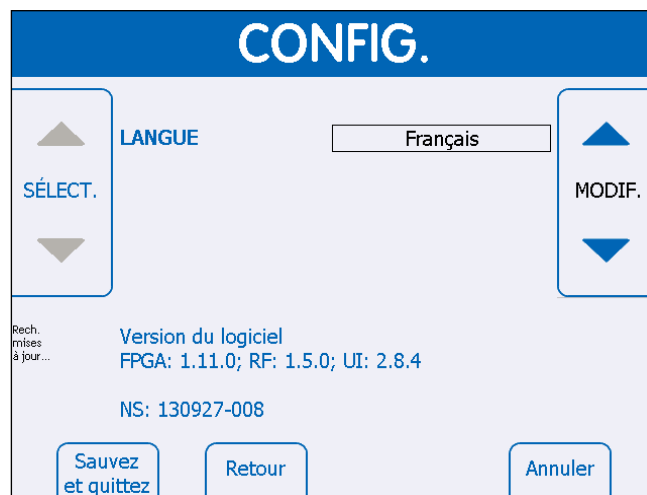 CONFIG.
LANGUE
Français
SÉLECT.
MODIF.
Rech.
mises
à jour...
Version du logiciel
FPGA: 1.11.0; RF: 1.5.0; UI: 2.8.4
NS: 130927-008
Sauvez
et quittez
Retour
Annuler